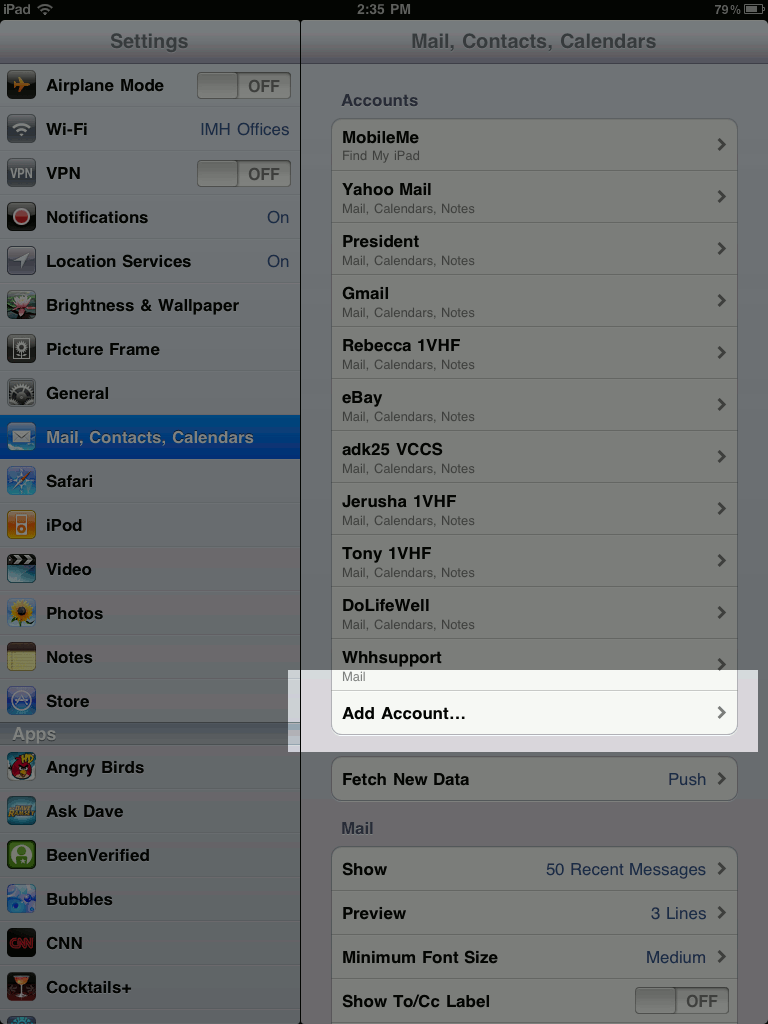 iPad 2:35 PM 79%
Settings
Airplane Mode OFF
Wi-Fi IMH Offices
VPN VPN OFF
Notifications On
Location Services On
Brightness & Wallpaper
Picture Frame
General
Mail, Contacts, Calendars
Safari
iPod
Video
Photos
Notes
Store
Apps
Angry Birds
Ask Dave
BeenVerified
Bubbles
CNN CNN
Cocktails+
Mail, Contacts, Calendars
Accounts
MobileMe
Find My iPad
Yahoo Mail
Mail, Calendars, Notes
President
Mail, Calendars, Notes
Gmail
Mail, Calendars, Notes
Rebecca 1VHF
Mail, Calendars, Notes
eBay
Mail, Calendars, Notes
adk25 VCCS
Mail, Calendars, Notes
Jerusha 1VHF
Mail, Calendars, Notes
Tony 1VHF
Mail, Calendars, Notes
DoLifeWell
Mail, Calendars, Notes
Whhsupport
Mail
Add Account...
Fetch New Data Push
Mail
Show 50 Recent Messages
Preview 3 Lines
Minimum Font Size Medium
Show To/Cc Label OFF